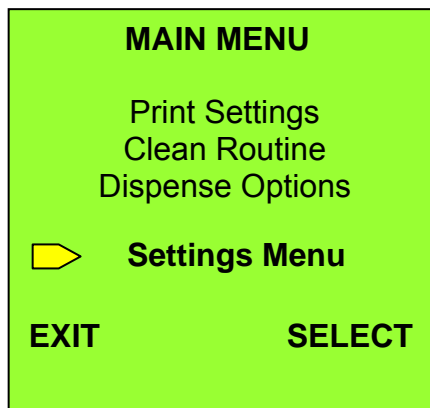 MAIN MENU
Print Settings
Clean Routine
Dispense Options
Settings Menu
EXIT SELECT